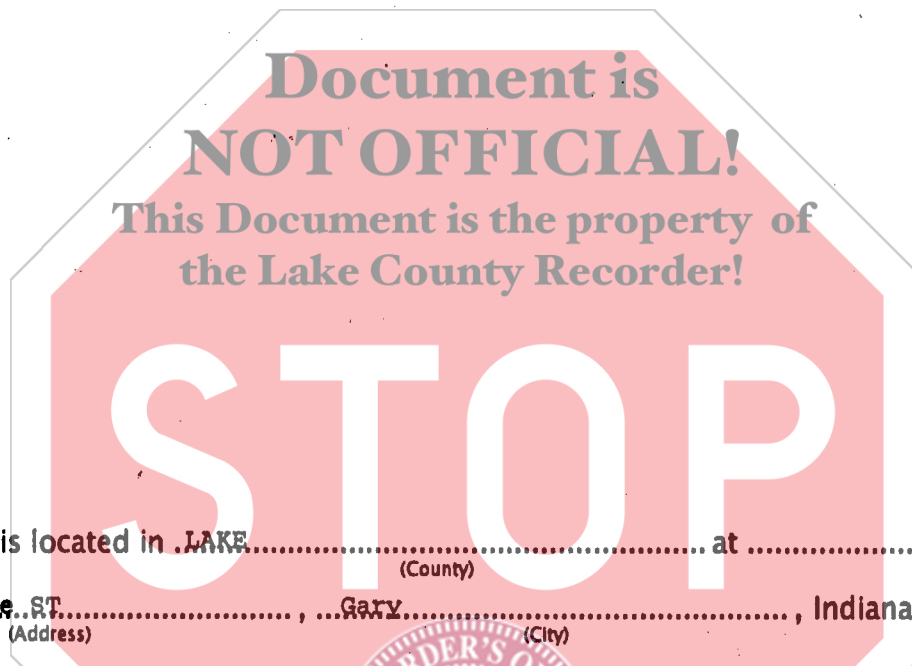 Document is
NOT OFFICIAL!
This Document is the property of
the Lake County Recorder!
STOP
is located in LAKE at
(County)
e ST , Gary , Indiana
(Address) (City)
RDER'S O